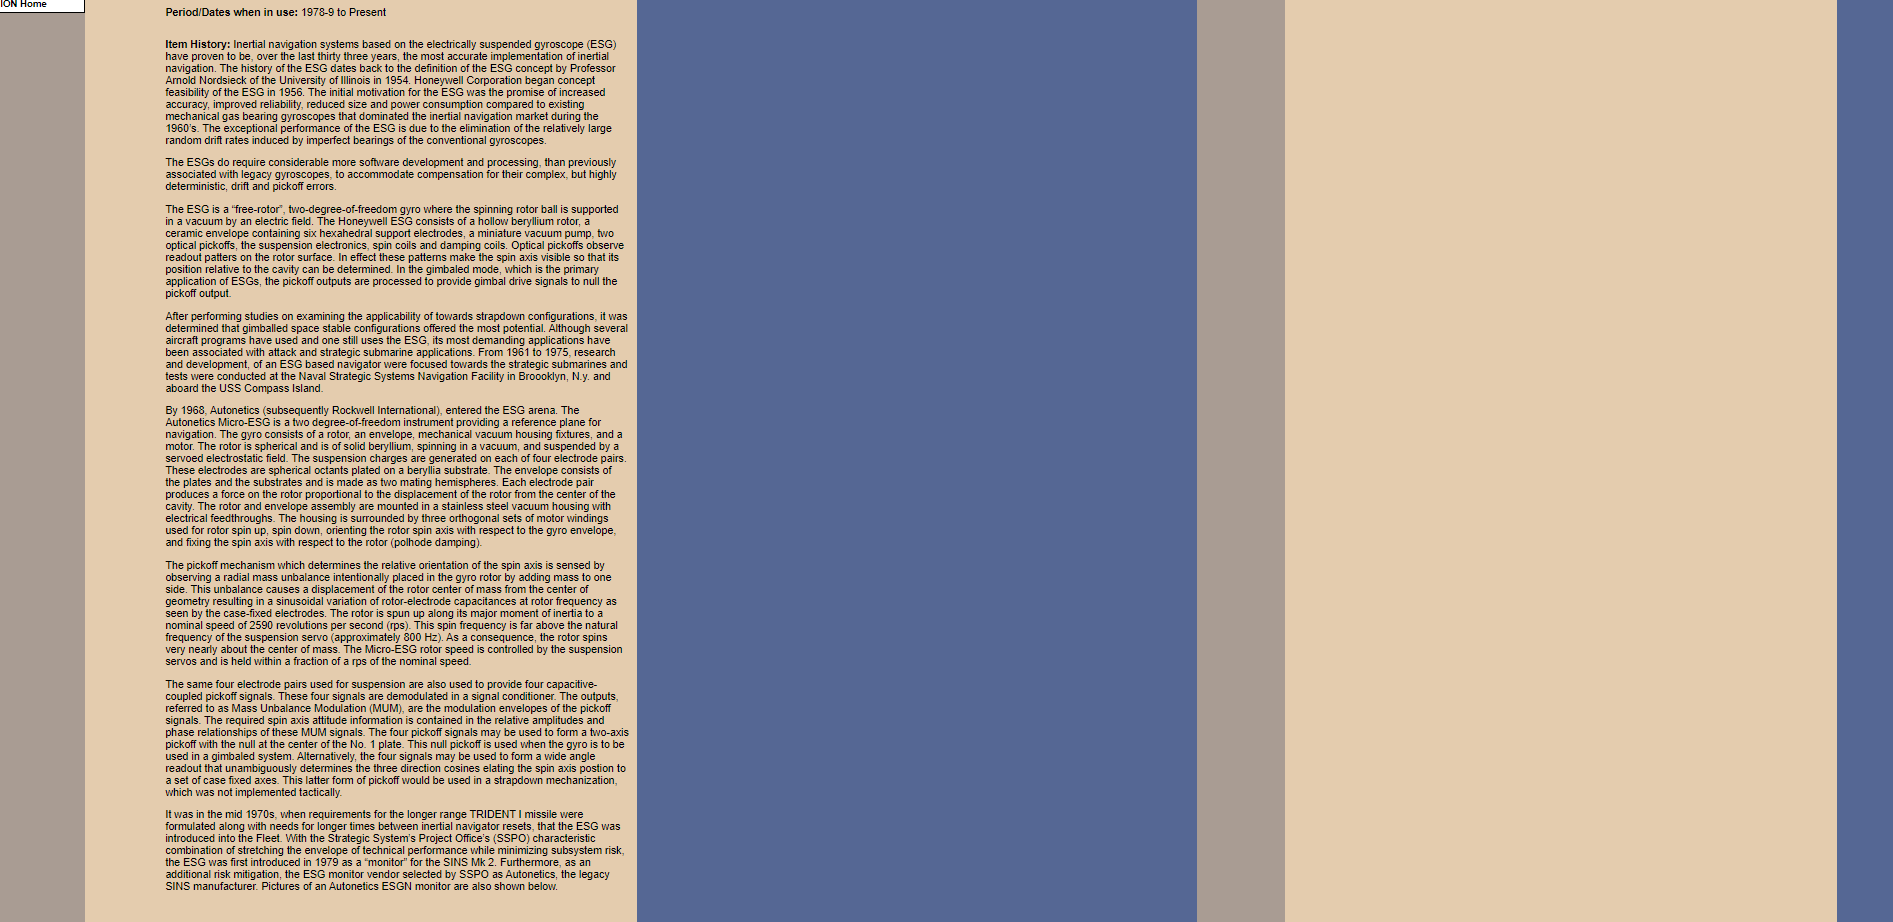 ION Home
Period/Dates when in use: 1978-9 to Present
Item History: Inertial navigation systems based on the electrically suspended gyroscope (ESG)
have proven to be, over the last thirty three years, the most accurate implementation of inertial
navigation. The history of the ESG dates back to the definition of the ESG concept by Professor
Arnold Nordsieck of the University of Illinois in 1954. Honeywell Corporation began concept
feasibility of the ESG in 1956. The initial motivation for the ESG was the promise of increased
accuracy, improved reliability, reduced size and power consumption compared to existing
mechanical gas bearing gyroscopes that dominated the inertial navigation market during the
1960's. The exceptional performance of the ESG is due to the elimination of the relatively large
random drift rates induced by imperfect bearings of the conventional gyroscopes.
The ESGs do require considerable more software development and processing, than previously
associated with legacy gyroscopes, to accommodate compensation for their complex, but highly
deterministic, drift and pickoff errors.
The ESG is a “free-rotor”, two-degree-of-freedom gyro where the spinning rotor ball is supported
in a vacuum by an electric field. The Honeywell ESG consists of a hollow beryllium rotor, a
ceramic envelope containing six hexahedral support electrodes, a miniature vacuum pump, two
optical pickoffs, the suspension electronics, spin coils and damping coils. Optical pickoffs observe
readout patters on the rotor surface. In effect these patterns make the spin axis visible so that its
position relative to the cavity can be determined. In the gimbaled mode, which is the primary
application of ESGs, the pickoff outputs are processed to provide gimbal drive signals to null the
pickoff output.
After performing studies on examining the applicability of towards strapdown configurations, it was
determined that gimballed space stable configurations offered the most potential. Although several
aircraft programs have used and one still uses the ESG, its most demanding applications have
been associated with attack and strategic submarine applications. From 1961 to 1975, research
and development, of an ESG based navigator were focused towards the strategic submarines and
tests were conducted at the Naval Strategic Systems Navigation Facility in Broooklyn, N.y. and
aboard the USS Compass Island.
By 1968, Autonetics (subsequently Rockwell International), entered the ESG arena. The
Autonetics Micro-ESG is a two degree-of-freedom instrument providing a reference plane for
navigation. The gyro consists of a rotor, an envelope, mechanical vacuum housing fixtures, and a
motor. The rotor is spherical and is of solid beryllium, spinning in a vacuum, and suspended by a
servoed electrostatic field. The suspension charges are generated on each of four electrode pairs.
These electrodes are spherical octants plated on a beryllia substrate. The envelope consists of
the plates and the substrates and is made as two mating hemispheres. Each electrode pair
produces a force on the rotor proportional to the displacement of the rotor from the center of the
cavity. The rotor and envelope assembly are mounted in a stainless steel vacuum housing with
electrical feedthroughs. The housing is surrounded by three orthogonal sets of motor windings
used for rotor spin up, spin down, orienting the rotor spin axis with respect to the gyro envelope,
and fixing the spin axis with respect to the rotor (polhode damping).
The pickoff mechanism which determines the relative orientation of the spin axis is sensed by
observing a radial mass unbalance intentionally placed in the gyro rotor by adding mass to one
side. This unbalance causes a displacement of the rotor center of mass from the center of
geometry resulting in a sinusoidal variation of rotor-electrode capacitances at rotor frequency as
seen by the case-fixed electrodes. The rotor is spun up along its major moment of inertia to a
nominal speed of 2590 revolutions per second (rps). This spin frequency is far above the natural
frequency of the suspension servo (approximately 800 Hz). As a consequence, the rotor spins
very nearly about the center of mass. The Micro-ESG rotor speed is controlled by the suspension
servos and is held within a fraction of a rps of the nominal speed.
The same four electrode pairs used for suspension are also used to provide four capacitive-
coupled pickoff signals. These four signals are demodulated in a signal conditioner. The outputs,
referred to as Mass Unbalance Modulation (MUM), are the modulation envelopes of the pickoff
signals. The required spin axis attitude information is contained in the relative amplitudes and
phase relationships of these MUM signals. The four pickoff signals may be used to form a two-axis
pickoff with the null at the center of the No. 1 plate. This null pickoff is used when the gyro is to be
used in a gimbaled system. Alternatively, the four signals may be used to form a wide angle
readout that unambiguously determines the three direction cosines elating the spin axis postion to
a set of case fixed axes. This latter form of pickoff would be used in a strapdown mechanization,
which was not implemented tactically.
It was in the mid 1970s, when requirements for the longer range TRIDENT I missile were
formulated along with needs for longer times between inertial navigator resets, that the ESG was
introduced into the Fleet. With the Strategic System's Project Office's (SSPO) characteristic
combination of stretching the envelope of technical performance while minimizing subsystem risk,
the ESG was first introduced in 1979 as a “monitor” for the SINS Mk 2. Furthermore, as an
additional risk mitigation, the ESG monitor vendor selected by SSPO as Autonetics, the legacy
SINS manufacturer. Pictures of an Autonetics ESGN monitor are also shown below.